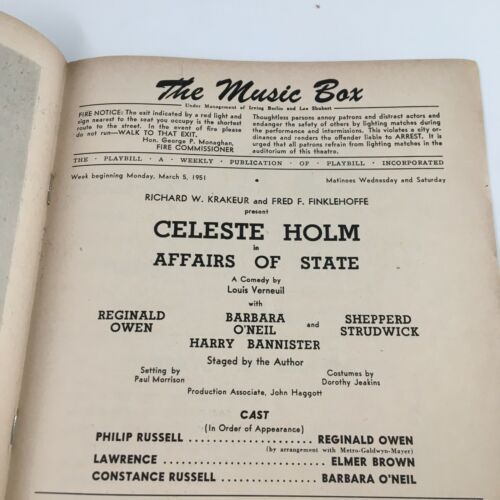 The Music Box
Under Management of Irving Berlin and Lee Shubert
FIRE NOTICE: The exit indicated by a red light and
sign nearest to the seat you occupy is the shortest
route to the street. In the event of fire please
do not run—WALK TO THAT EXIT.
Hon. George P. Monaghan,
FIRE COMMISSIONER
Thoughtless persons annoy patrons and distract actors and
endanger the safety of others by lighting matches during
the performance and intermissions. This violates a city or-
dinance and renders the offender liable to ARREST. It is
urged that all patrons refrain from lighting matches in the
auditorium of this theatre.
THE · PLAYBILL · A · WEEKLY · PUBLICATION · OF · PLAYBILL · INCORPORATED
Week beginning Monday, March 5, 1951 • Matinees Wednesday and Saturday
RICHARD W. KRAKEUR and FRED F. FINKLEHOFFE
present
CELESTE HOLM
in
AFFAIRS OF STATE
A Comedy by
Louis Verneuil
with
REGINALD OWEN
BARBARA O'NEIL
and
SHEPPERD STRUDWICK
HARRY BANNISTER
Staged by the Author
Setting by
Paul Morrison
Costumes by
Dorothy Jeakins
Production Associate, John Haggott
CAST
(In Order of Appearance)
PHILIP RUSSELL ..................... REGINALD OWEN
(by arrangement with Metro-Goldwyn-Mayer)
LAWRENCE ......................... ELMER BROWN
CONSTANCE RUSSELL ................ BARBARA O'NEIL